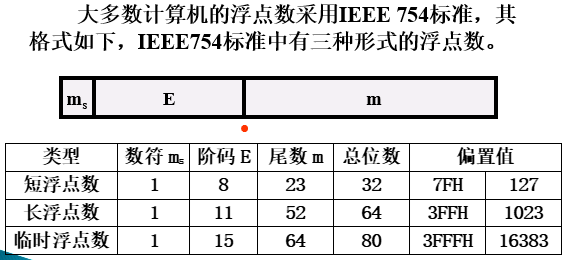 大多数计算机的浮点数采用IEEE 754标准，其
格式如下，IEEE754标准中有三种形式的浮点数。
ms E m
类型 数符 ms 阶码 E 尾数 m 总位数 偏置值
短浮点数 1 8 23 32 7FH 127
长浮点数 1 11 52 64 3FFH 1023
临时浮点数 1 15 64 80 3FFFH 16383